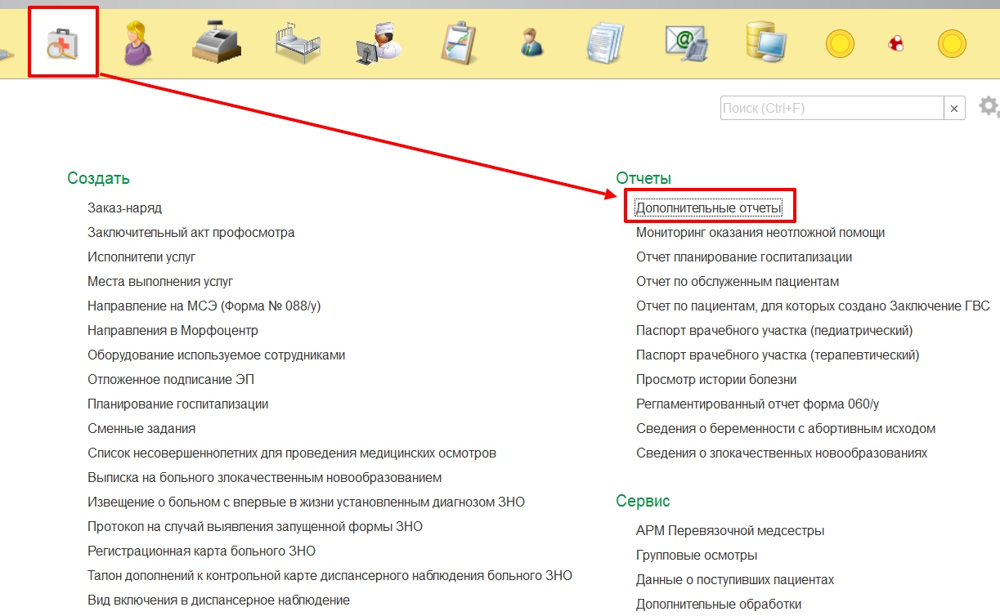 Поиск (Ctrl+F)
×
Создать
Заказ-наряд
Заключительный акт профосмотра
Исполнители услуг
Места выполнения услуг
Направление на МСЭ (Форма № 088/у)
Направления в Морфоцентр
Оборудование используемое сотрудниками
Отложенное подписание ЭП
Планирование госпитализации
Сменные задания
Список несовершеннолетних для проведения медицинских осмотров
Выписка на больного злокачественным новообразованием
Извещение о больном с впервые в жизни установленным диагнозом ЗНО
Протокол на случай выявления запущенной формы ЗНО
Регистрационная карта больного ЗНО
Талон дополнений к контрольной карте диспансерного наблюдения больного ЗНО
Вид включения в диспансерное наблюдение
Отчеты
Дополнительные отчеты
Мониторинг оказания неотложной помощи
Отчет планирование госпитализации
Отчет по обслуженным пациентам
Отчет по пациентам, для которых создано Заключение ГВС
Паспорт врачебного участка (педиатрический)
Паспорт врачебного участка (терапевтический)
Просмотр истории болезни
Регламентированный отчет форма 060/у
Сведения о беременности с абортивным исходом
Сведения о злокачественных новообразованиях
Сервис
АРМ Перевязочной медсестры
Групповые осмотры
Данные о поступивших пациентах
Дополнительные обработки